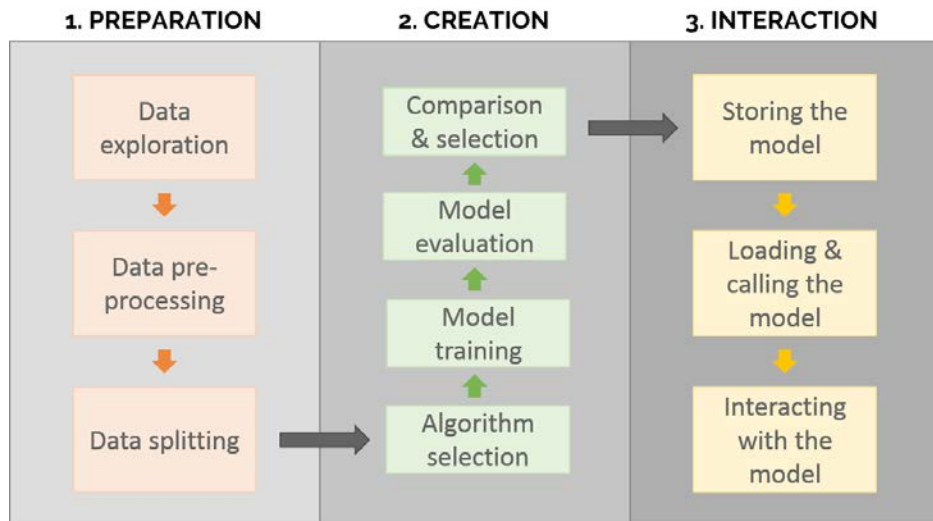 1. PREPARATION
Data
exploration
Data pre-
processing
Data splitting
2. CREATION
Comparison
& selection
Model
evaluation
Model
training
Algorithm
selection
3. INTERACTION
Storing the
model
Loading &
calling the
model
Interacting
with the
model